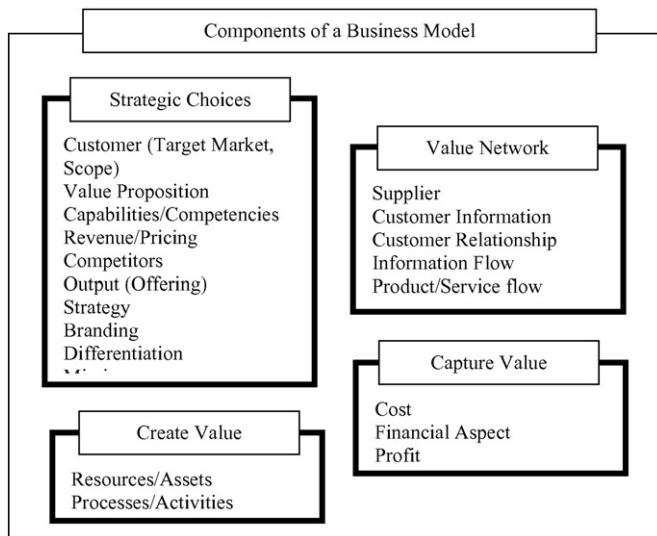 Components of a Business Model
Strategic Choices
Customer (Target Market,
Scope)
Value Proposition
Capabilities/Competencies
Revenue/Pricing
Competitors
Output (Offering)
Strategy
Branding
Differentiation
Value Network
Supplier
Customer Information
Customer Relationship
Information Flow
Product/Service flow
Create Value
Resources/Assets
Processes/Activities
Capture Value
Cost
Financial Aspect
Profit